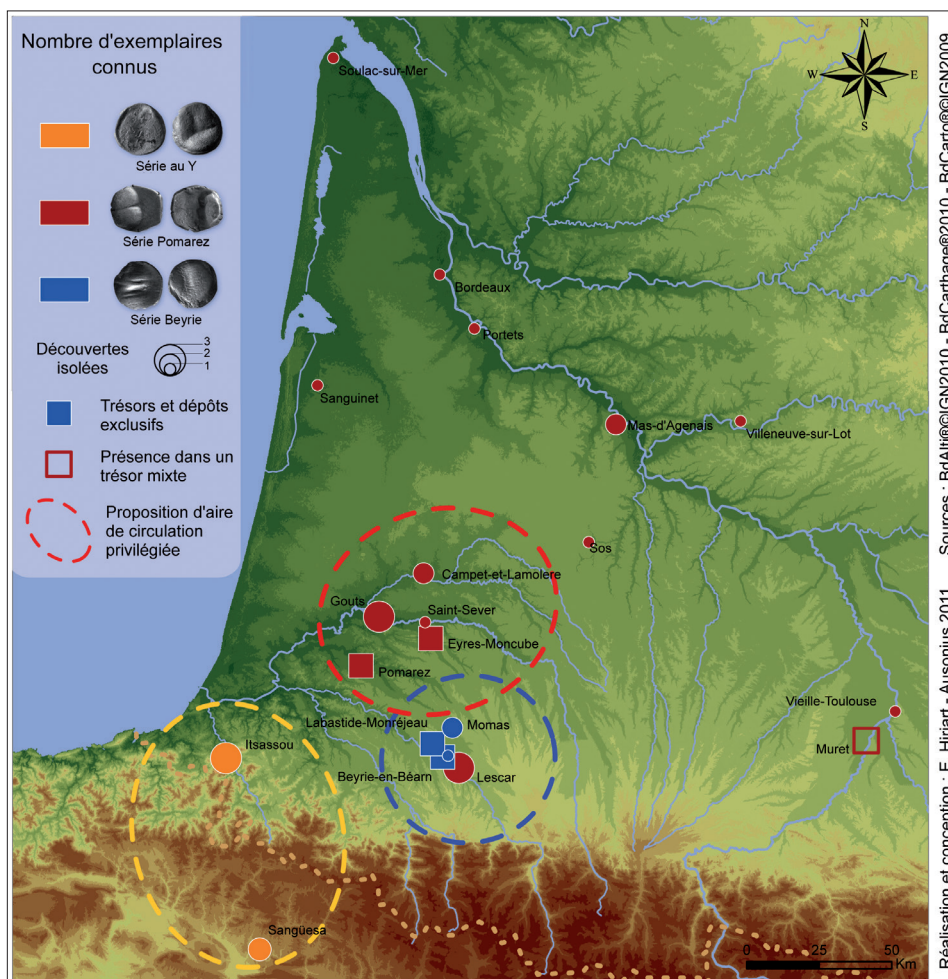 Nombre d'exemplaires
connus
Série au Y
Série Pomarez
Série Beyrie
Découvertes
isolées
3
2
1
Trésors et dépôts
exclusifs
Présence dans un
trésor mixte
Proposition d'aire
de circulation
privilégiée
N
W
E
S
Soulac-sur-Mer
Bordeaux
Portets
Sanguinet
Mas-d'Agenais
Villeneuve-sur-Lot
Sos
Campet-et-Lamolere
Gouts
Saint-Sever
Eyres-Moncube
Pomarez
Vieille-Toulouse
Muret
Labastide-Monrejeau
Momas
Beyrie-en-Béarn
Lescar
Itsassou
Sangüesa
0 25 50
Km
Réalisation et conception : E. Hiriart - Ausonius 2011 Sources : BdAlti®©IGN2010 - BdCarthage®2010 - BdCarto®©IGN2009